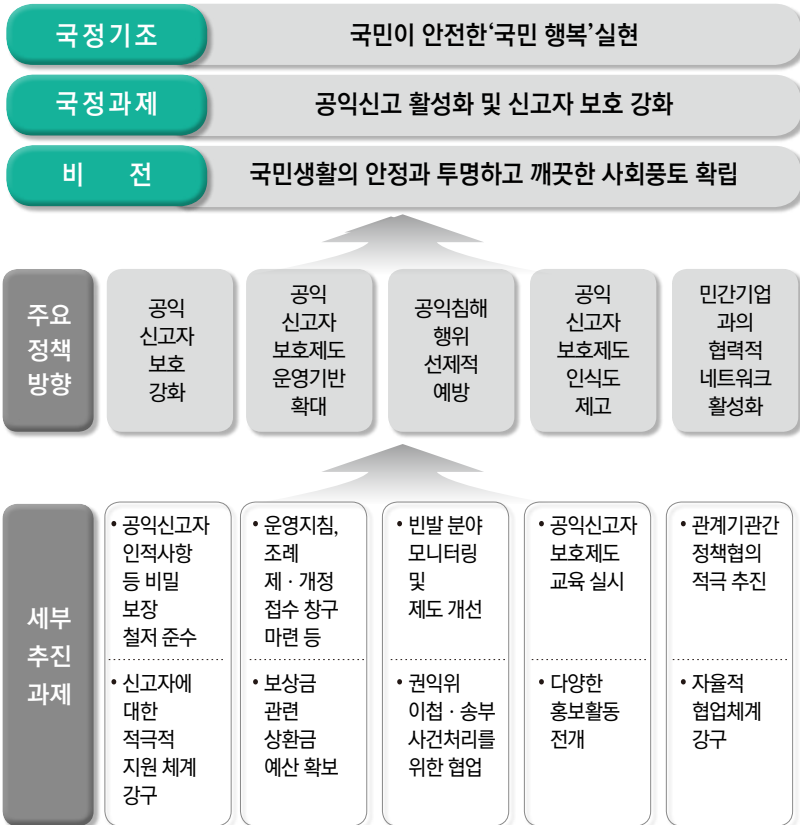 국정기조
국민이 안전한‘국민 행복’실현
국정과제
공익신고 활성화 및 신고자 보호 강화
비 전
국민생활의 안정과 투명하고 깨끗한 사회풍토 확립
주요
정책
방향
공익
신고자
보호
강화
공익
신고자
보호제도
운영기반
확대
공익침해
행위
선제적
예방
공익
신고자
보호제도
인식도
제고
민간기업
과의
협력적
네트워크
활성화
세부
추진
과제
• 공익신고자
인적사항
등 비밀
보장
철저 준수
• 신고자에
대한
적극적
지원 체계
강구
• 운영지침,
조례
제 · 개정
접수 창구
마련 등
• 보상금
관련
상환금
예산 확보
• 빈발 분야
모니터링
및
제도 개선
• 권익위
이첩 · 송부
사건처리를
위한 협업
• 공익신고자
보호제도
교육 실시
• 다양한
홍보활동
전개
• 관계기관간
정책협의
적극 추진
• 자율적
협업체계
강구